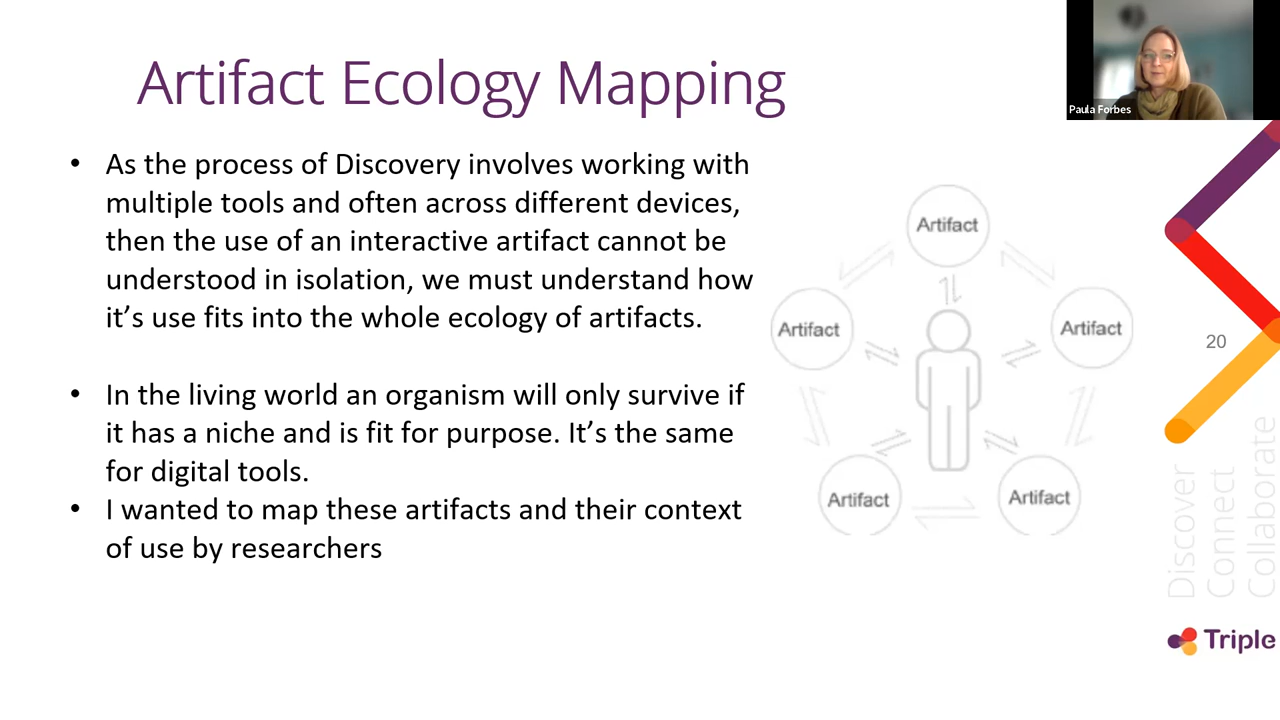 Artifact Ecology Mapping
Paula Forbes
• As the process of Discovery involves working with
multiple tools and often across different devices,
then the use of an interactive artifact cannot be
understood in isolation, we must understand how
it’s use fits into the whole ecology of artifacts.
• In the living world an organism will only survive if
it has a niche and is fit for purpose. It’s the same
for digital tools.
• I wanted to map these artifacts and their context
of use by researchers
Artifact
Artifact
Artifact
Artifact
Artifact
20
Discover
Connect
Collaborate
Triple